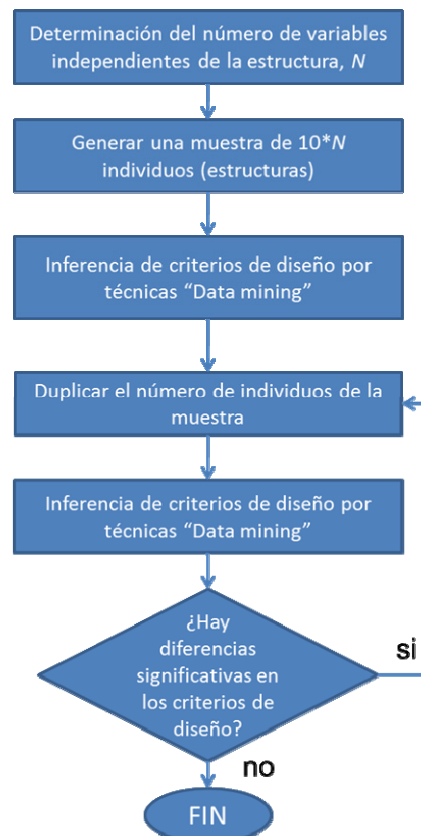 Determinación del número de variables
independientes de la estructura, N
Generar una muestra de 10*N
individuos (estructuras)
Inferencia de criterios de diseño por
técnicas “Data mining”
Duplicar el número de individuos de la
muestra
Inferencia de criterios de diseño por
técnicas “Data mining”
¿Hay
diferencias
significativas en
los criterios de
diseño?
si
no
FIN